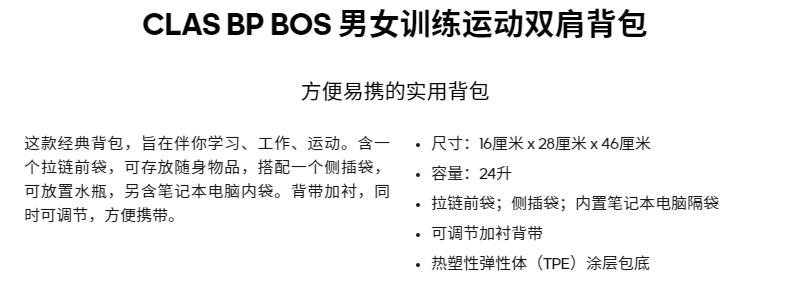 CLAS BP BOS 男女训练运动双肩背包
方便易携的实用背包
这款经典背包，旨在伴你学习、工作、运动。含一
个拉链前袋，可存放随身物品，搭配一个侧插袋，
可放置水瓶，另含笔记本电脑内袋。背带加衬，同
时可调节，方便携带。
• 尺寸：16厘米 x 28厘米 x 46厘米
• 容量：24升
• 拉链前袋；侧插袋；内置笔记本电脑隔袋
• 可调节加衬背带
• 热塑性弹性体（TPE）涂层包底